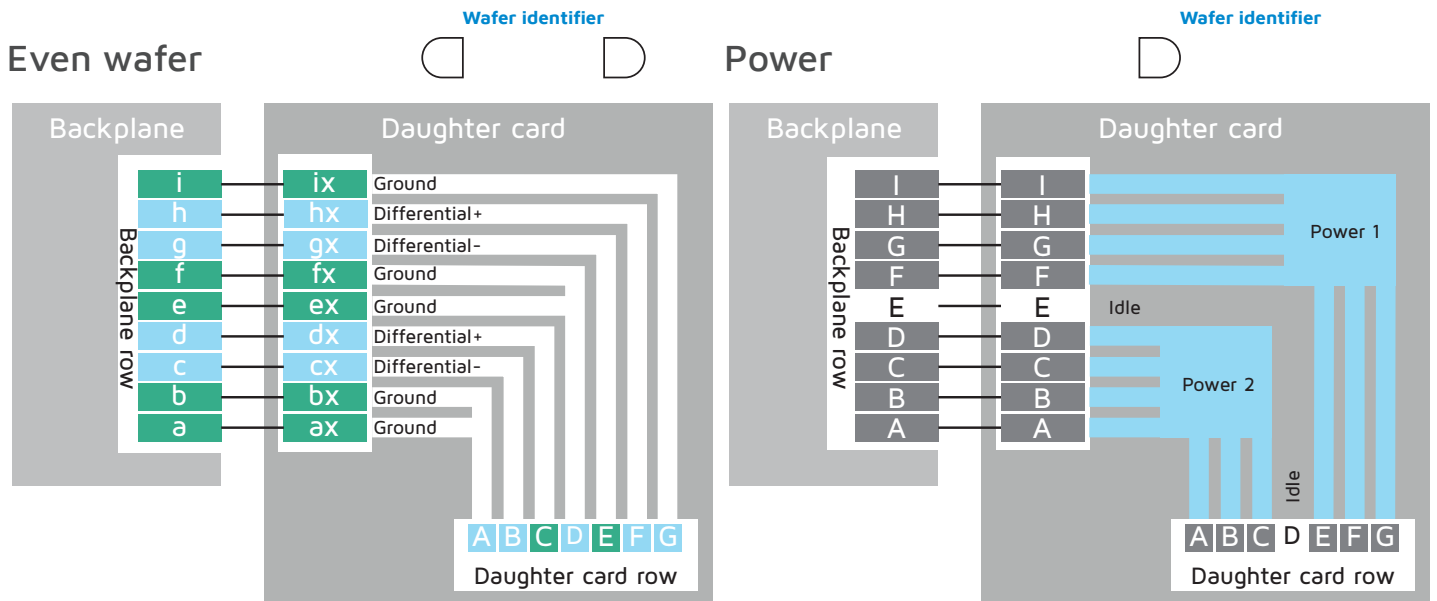 Wafer identifier
Even wafer
Backplane
Daughter card
Backplane row
i
ix
Ground
h
hx
Differential+
g
gx
Differential-
f
fx
Ground
e
ex
Ground
d
dx
Differential+
c
cx
Differential-
b
bx
Ground
a
ax
Ground
A B C D E F G
Daughter card row
Wafer identifier
Power
Backplane
Daughter card
Backplane row
I
I
H
H
G
G
Power 1
F
F
E
E
Idle
D
D
C
C
Power 2
B
B
A
A
Idle
A B C D E F G
Daughter card row